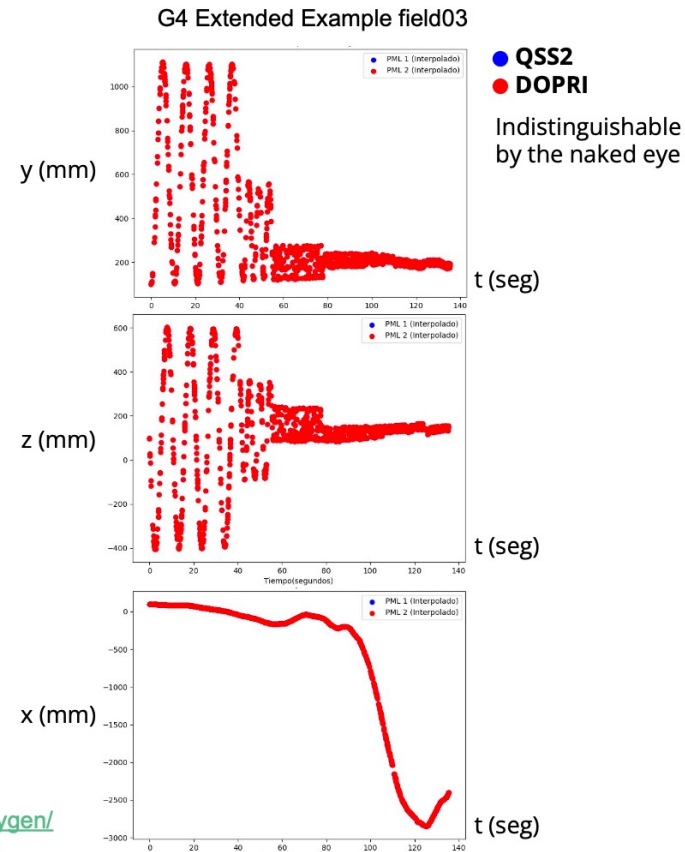 G4 Extended Example field03
PML 1 (Interpolado)
PML 2 (Interpolado)
1000
800
600
400
200
0 20 40 60 80 100 120 140
y (mm)
t (seg)
QSS2
DOPRI
Indistinguishable
by the naked eye
PML 1 (Interpolado)
PML 2 (Interpolado)
600
400
200
0
−200
−400
0 20 40 60 80 100 120 140
Tiempo(segundos)
z (mm)
t (seg)
PML 1 (Interpolado)
PML 2 (Interpolado)
0
−500
−1000
−1500
−2000
−2500
−3000
0 20 40 60 80 100 120 140
x (mm)
t (seg)
ygen/